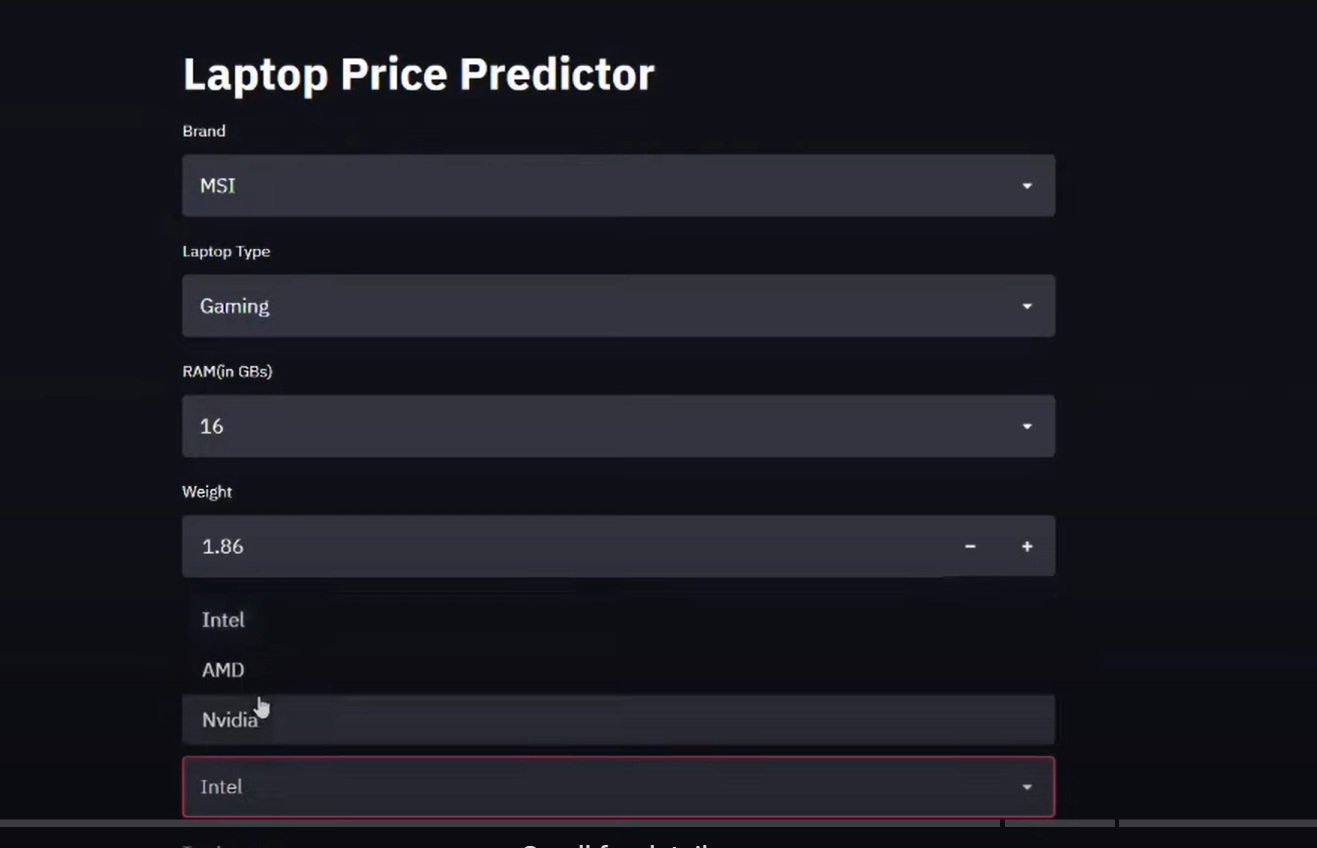 Laptop Price Predictor
Brand
MSI
Laptop Type
Gaming
RAM(in GBs)
16
Weight
1.86
Intel
AMD
Nvidia
Intel